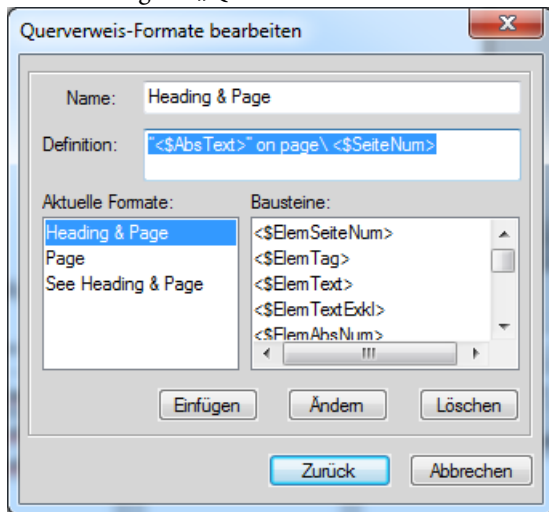 Querverweis-Formate bearbeiten
Name: Heading & Page
Definition: "<$AbsText>" on page\ <$SeiteNum>
Aktuelle Formate: Bausteine:
Heading & Page <$ElemSeiteNum>
Page <$ElemTag>
See Heading & Page <$ElemText>
<$ElemTextExkl>
<$ElemAbsNum>
Einfügen Ändern Löschen
Zurück Abbrechen